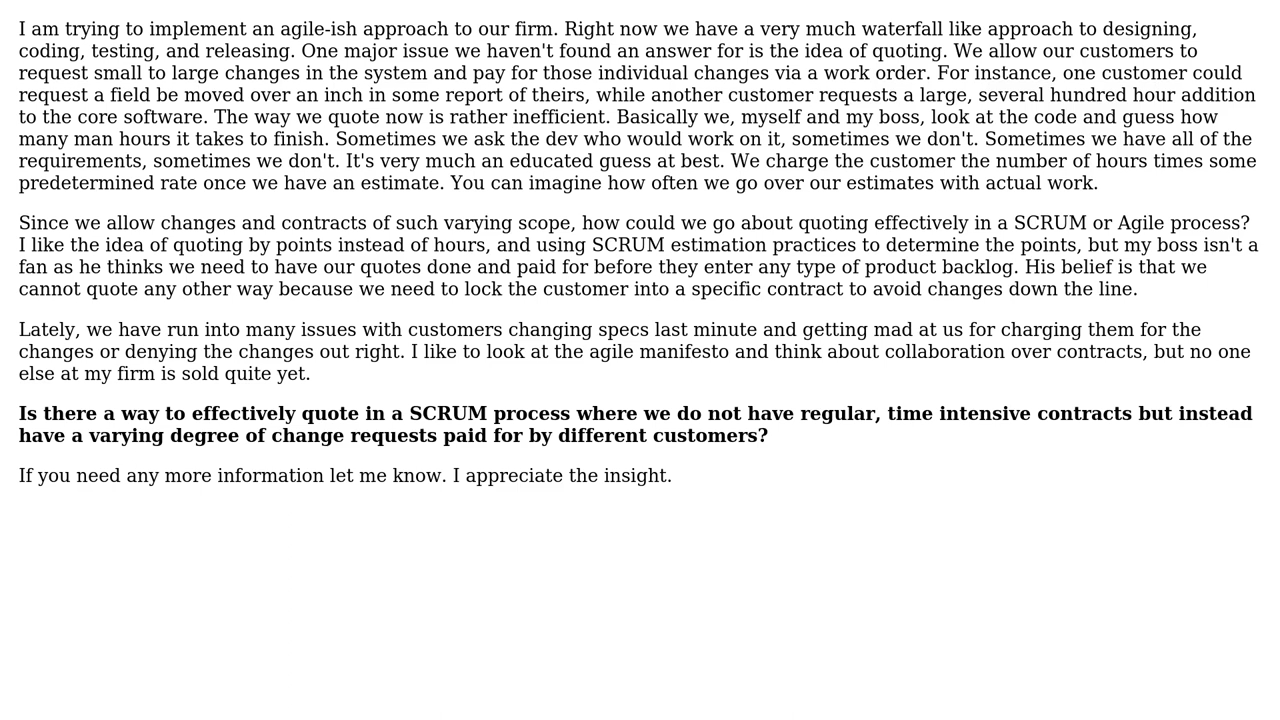 I am trying to implement an agile-ish approach to our firm. Right now we have a very much waterfall like approach to designing,
coding, testing, and releasing. One major issue we haven't found an answer for is the idea of quoting. We allow our customers to
request small to large changes in the system and pay for those individual changes via a work order. For instance, one customer could
request a field be moved over an inch in some report of theirs, while another customer requests a large, several hundred hour addition
to the core software. The way we quote now is rather inefficient. Basically we, myself and my boss, look at the code and guess how
many man hours it takes to finish. Sometimes we ask the dev who would work on it, sometimes we don't. Sometimes we have all of the
requirements, sometimes we don't. It's very much an educated guess at best. We charge the customer the number of hours times some
predetermined rate once we have an estimate. You can imagine how often we go over our estimates with actual work.
Since we allow changes and contracts of such varying scope, how could we go about quoting effectively in a SCRUM or Agile process?
I like the idea of quoting by points instead of hours, and using SCRUM estimation practices to determine the points, but my boss isn't a
fan as he thinks we need to have our quotes done and paid for before they enter any type of product backlog. His belief is that we
cannot quote any other way because we need to lock the customer into a specific contract to avoid changes down the line.
Lately, we have run into many issues with customers changing specs last minute and getting mad at us for charging them for the
changes or denying the changes out right. I like to look at the agile manifesto and think about collaboration over contracts, but no one
else at my firm is sold quite yet.
Is there a way to effectively quote in a SCRUM process where we do not have regular, time intensive contracts but instead
have a varying degree of change requests paid for by different customers?
If you need any more information let me know. I appreciate the insight.